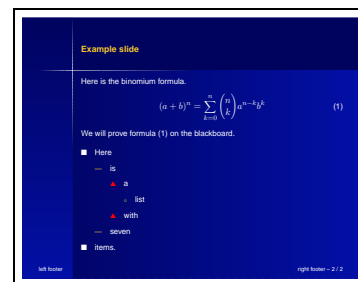 Example slide
Here is the binomium formula.
(a + b)^n = \sum_{k=0}^{n} \binom{n}{k} a^{n-k} b^k (1)
We will prove formula (1) on the blackboard.
■ Here
— is
▲ a
◦ list
▲ with
— seven
■ items.
left footer right footer – 2 / 2